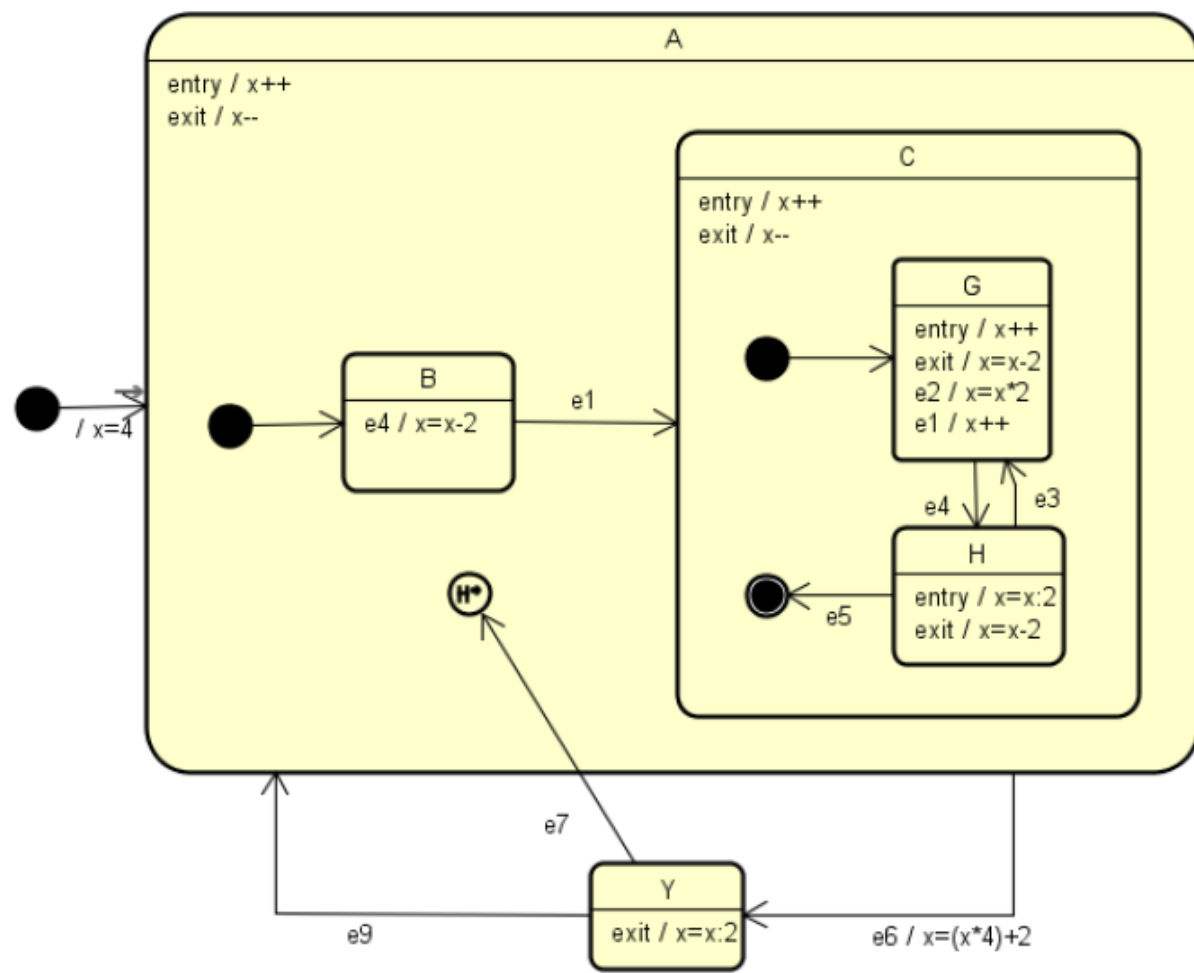 A
entry / x++
exit / x--
C
entry / x++
exit / x--
G
entry / x++
exit / x=x-2
e2 / x=x*2
e1 / x++
B
e4 / x=x-2
e1
/ x=4
e4
e3
H
entry / x=x:2
exit / x=x-2
H*
e5
e7
Y
exit / x=x:2
e9
e6 / x=(x*4)+2